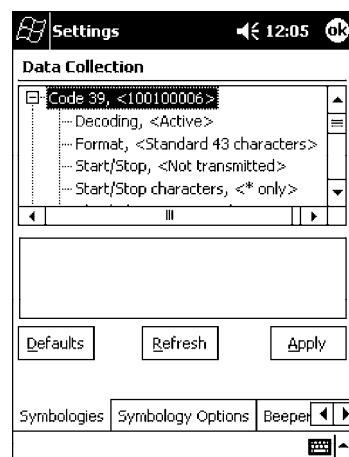 Settings 12:05 ok
Data Collection
Code 39, <100100006>
Decoding, <Active>
Format, <Standard 43 characters>
Start/Stop, <Not transmitted>
Start/Stop characters, <* only>
Defaults Refresh Apply
Symbologies Symbology Options Beeper